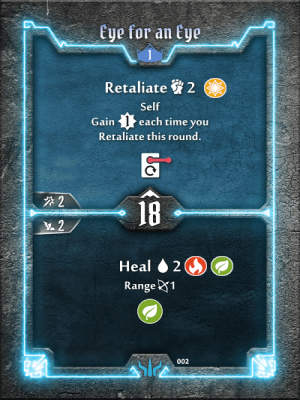 Eye for an Eye
1
Retaliate 2
Self
Gain 1 each time you
Retaliate this round.
2
18
2
Heal 2
Range 1
002